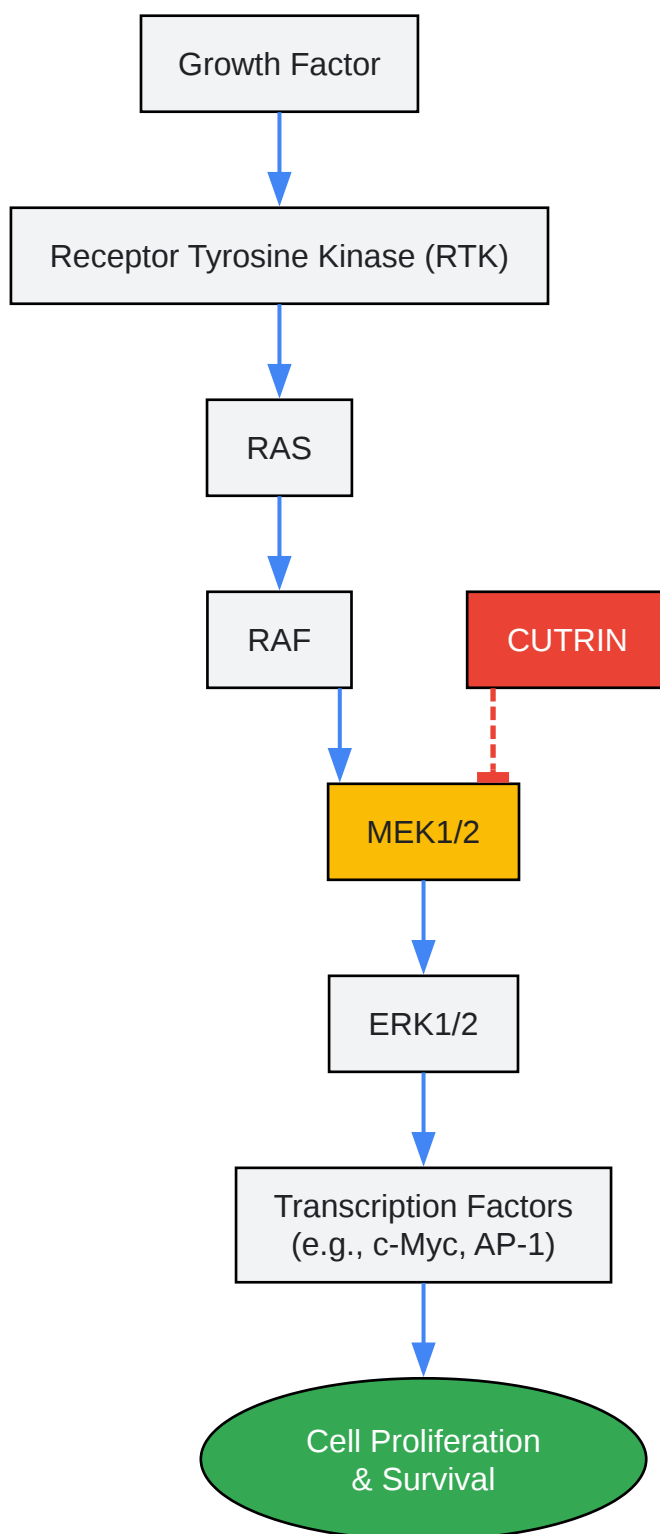 Growth Factor
Receptor Tyrosine Kinase (RTK)
RAS
RAF
CUTRIN
MEK1/2
ERK1/2
Transcription Factors
(e.g., c-Myc, AP-1)
Cell Proliferation
& Survival